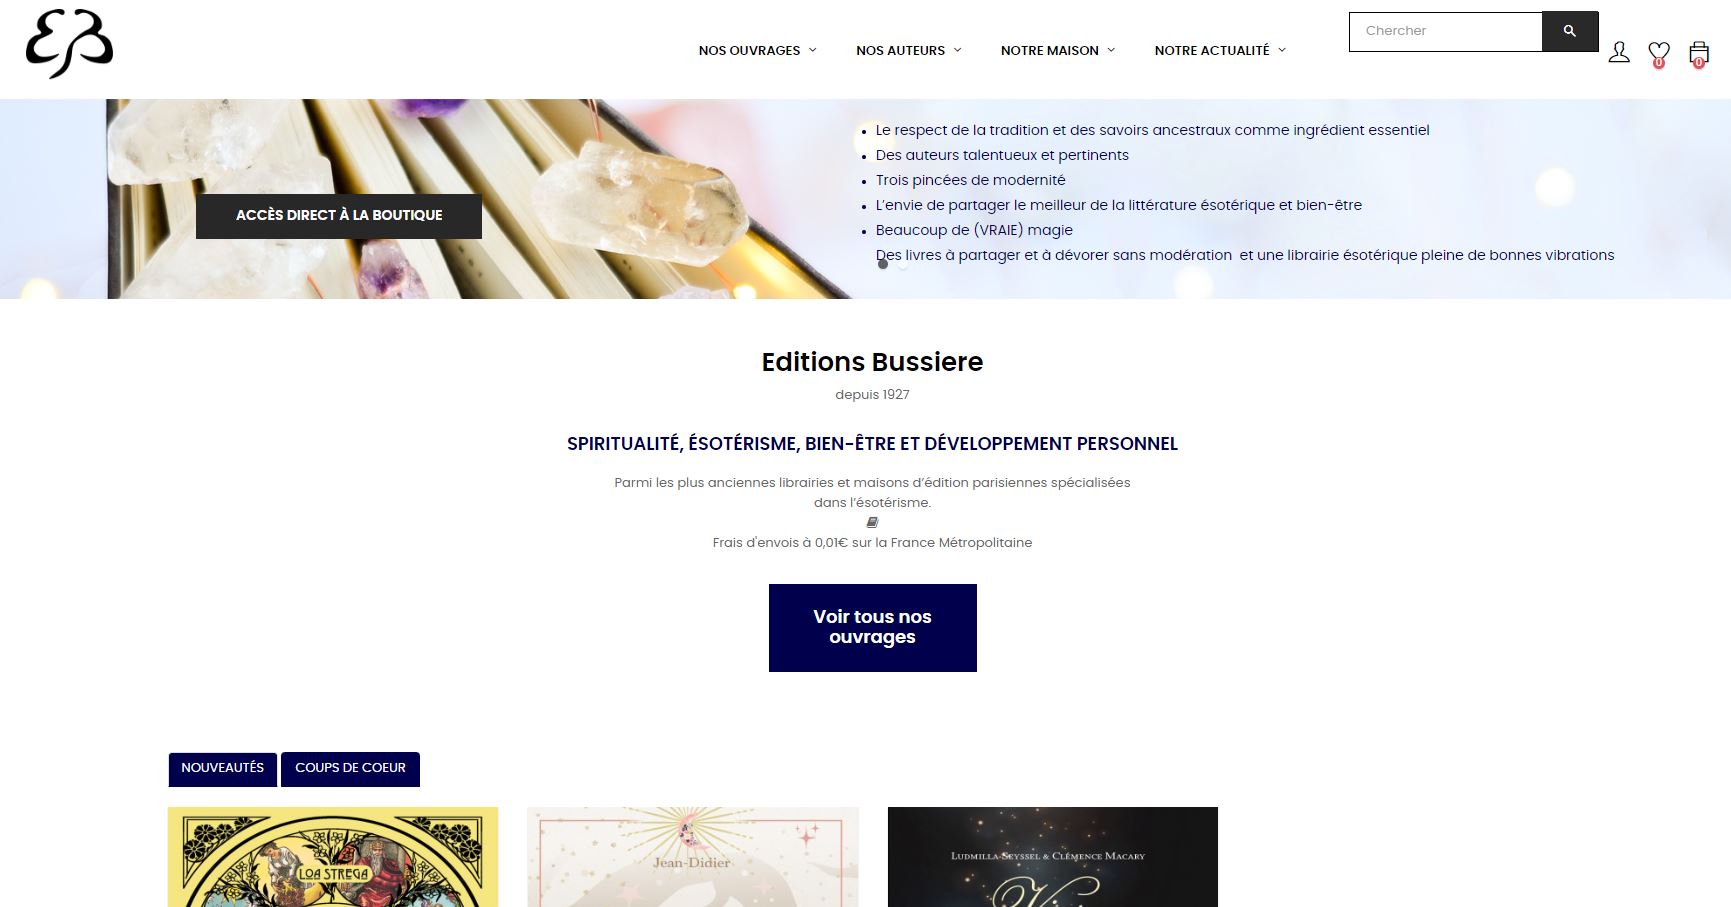 NOS OUVRAGES
NOS AUTEURS
NOTRE MAISON
NOTRE ACTUALITÉ
Chercher
0
0
ACCÈS DIRECT À LA BOUTIQUE
Le respect de la tradition et des savoirs ancestraux comme ingrédient essentiel
Des auteurs talentueux et pertinents
Trois pincées de modernité
L’envie de partager le meilleur de la littérature ésotérique et bien-être
Beaucoup de (VRAIE) magie
Des livres à partager et à dévorer sans modération et une librairie ésotérique pleine de bonnes vibrations
Editions Bussiere
depuis 1927
SPIRITUALITÉ, ÉSOTÉRISME, BIEN-ÊTRE ET DÉVELOPPEMENT PERSONNEL
Parmi les plus anciennes librairies et maisons d’édition parisiennes spécialisées
dans l’ésotérisme.
Frais d'envois à 0,01€ sur la France Métropolitaine
Voir tous nos
ouvrages
NOUVEAUTÉS
COUPS DE COEUR
LOA STREGA
Jean-Didier
LUDMILLA SEYSSEL & CLÉMENCE MACARY